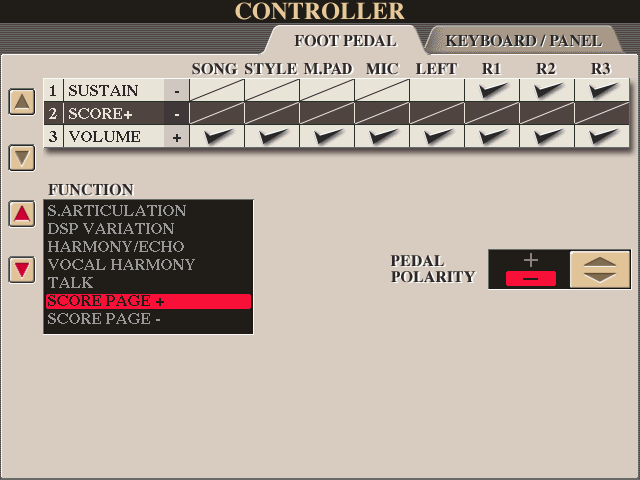 CONTROLLER
FOOT PEDAL KEYBOARD / PANEL
SONG STYLE M.PAD MIC LEFT R1 R2 R3
1 SUSTAIN -
2 SCORE+ -
3 VOLUME +
FUNCTION
S.ARTICULATION
DSP VARIATION
HARMONY/ECHO
VOCAL HARMONY
TALK
SCORE PAGE +
SCORE PAGE -
PEDAL
POLARITY
+
-